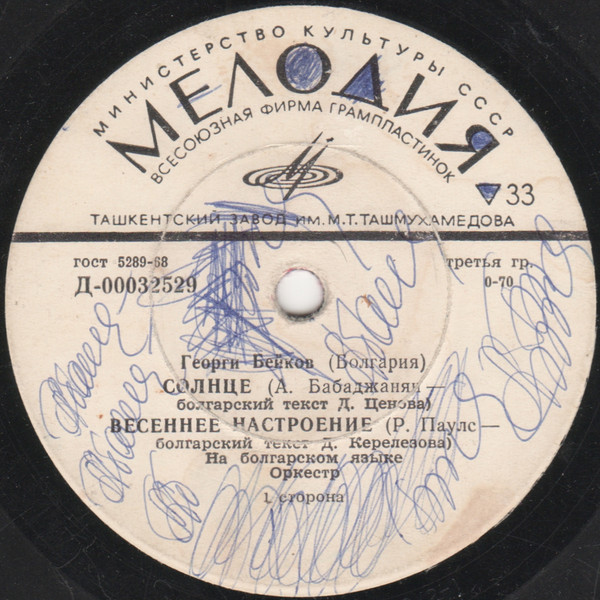 МИНИСТЕРСТВО КУЛЬТУРЫ СССР
МЕЛОДИЯ
ВСЕСОЮЗНАЯ ФИРМА ГРАМПЛАСТИНОК
33
ТАШКЕНТСКИЙ ЗАВОД ИМ. М.Т. ТАШМУХАМЕДОВА
гост 5289-68
третья гр.
Д-00032529
0-70
Георги Бейков (Болгария)
СОЛНЦЕ (А. Бабаджанян —
болгарский текст Д. Ценова)
ВЕСЕННЕЕ НАСТРОЕНИЕ (Р. Паулс —
болгарский текст Д. Керелезова)
На болгарском языке
Оркестр
1 сторона